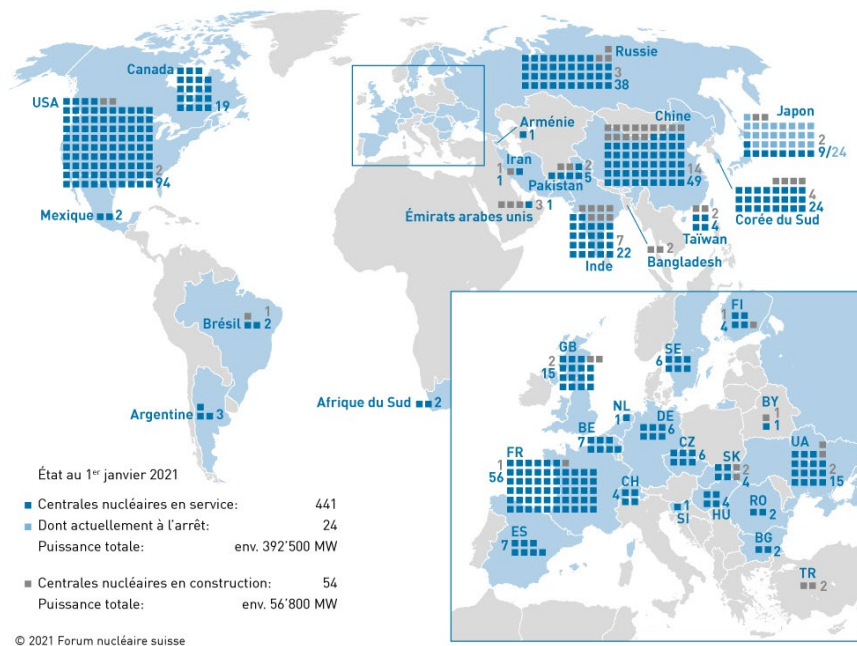 Canada
19
USA
2
94
Mexique 2
Russie
3
38
Arménie
1
Chine
14
49
Japon
2
9/24
Iran
1
1
Pakistan
2
5
Émirats arabes unis
3
1
Inde
7
22
Bangladesh
2
Taïwan
2
4
Corée du Sud
4
24
Brésil
1
2
Argentine
3
Afrique du Sud
2
FI
1
4
SE
6
GB
2
15
NL
1
DE
6
BY
1
1
BE
7
CZ
6
UA
2
15
FR
1
56
SK
2
4
CH
4
HU
4
SI
1
RO
2
ES
7
BG
2
TR
2
État au 1er janvier 2021
Centrales nucléaires en service: 441
Dont actuellement à l'arrêt: 24
Puissance totale: env. 392'500 MW
Centrales nucléaires en construction: 54
Puissance totale: env. 56'800 MW
© 2021 Forum nucléaire suisse